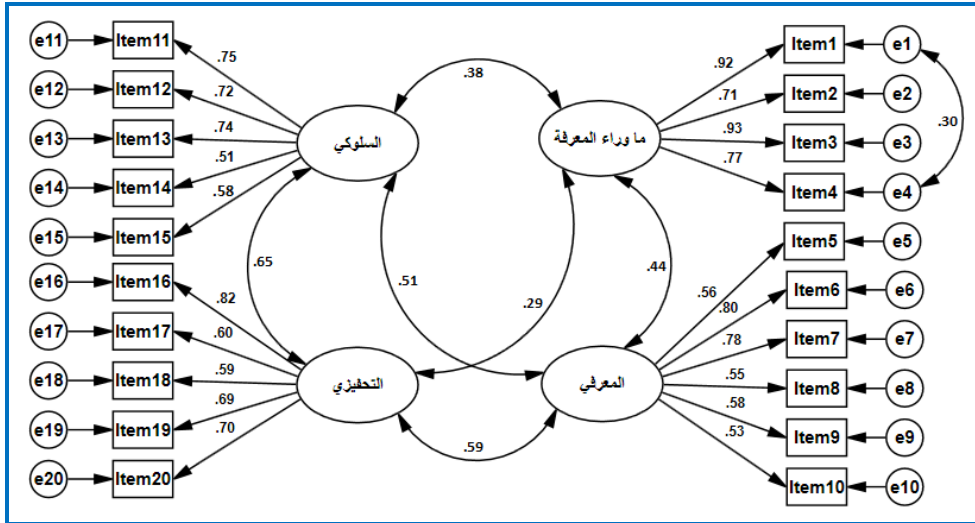 e11 Item11 .75
e12 Item12 .72
e13 Item13 .74
e14 Item14 .51
e15 Item15 .58
السلوكي
.38
ما وراء المعرفة
.92 Item1 e1
.71 Item2 e2
.93 Item3 e3
.77 Item4 e4
.30
.65
.51
.29
.44
e16 Item16 .82
e17 Item17 .60
e18 Item18 .59
e19 Item19 .69
e20 Item20 .70
التحفيزي
.59
المعرفي
.56 Item5 e5
.80 Item6 e6
.78 Item7 e7
.55 Item8 e8
.58 Item9 e9
.53 Item10 e10